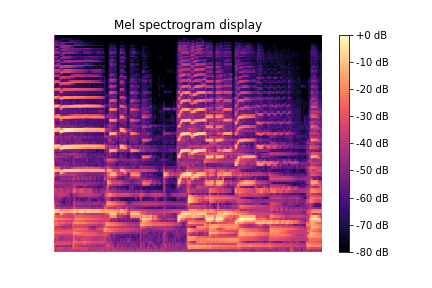 Mel spectrogram display
+0 dB
-10 dB
-20 dB
-30 dB
-40 dB
-50 dB
-60 dB
-70 dB
-80 dB